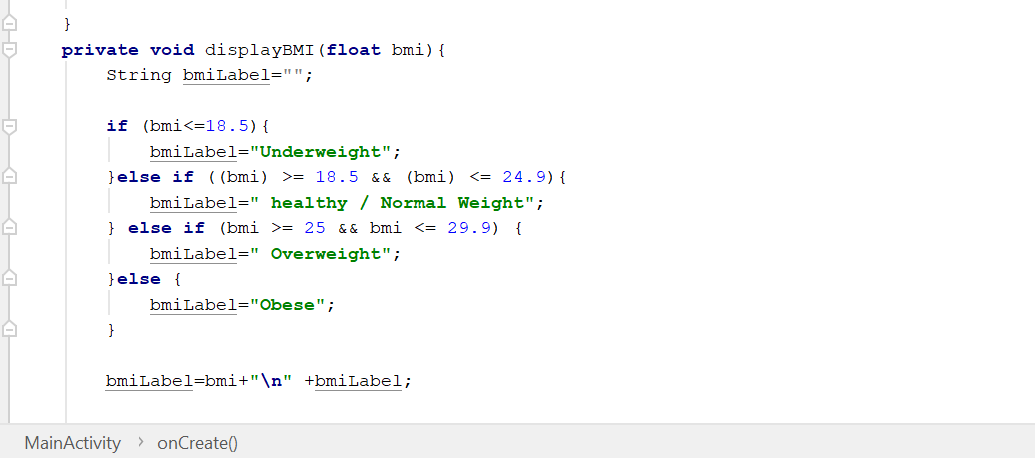 }
private void displayBMI(float bmi){
String bmiLabel="";
if (bmi<=18.5){
bmiLabel="Underweight";
}else if ((bmi) >= 18.5 && (bmi) <= 24.9){
bmiLabel=" healthy / Normal Weight";
} else if (bmi >= 25 && bmi <= 29.9) {
bmiLabel=" Overweight";
}else {
bmiLabel="Obese";
}
bmiLabel=bmi+"\n" +bmiLabel;
MainActivity › onCreate()